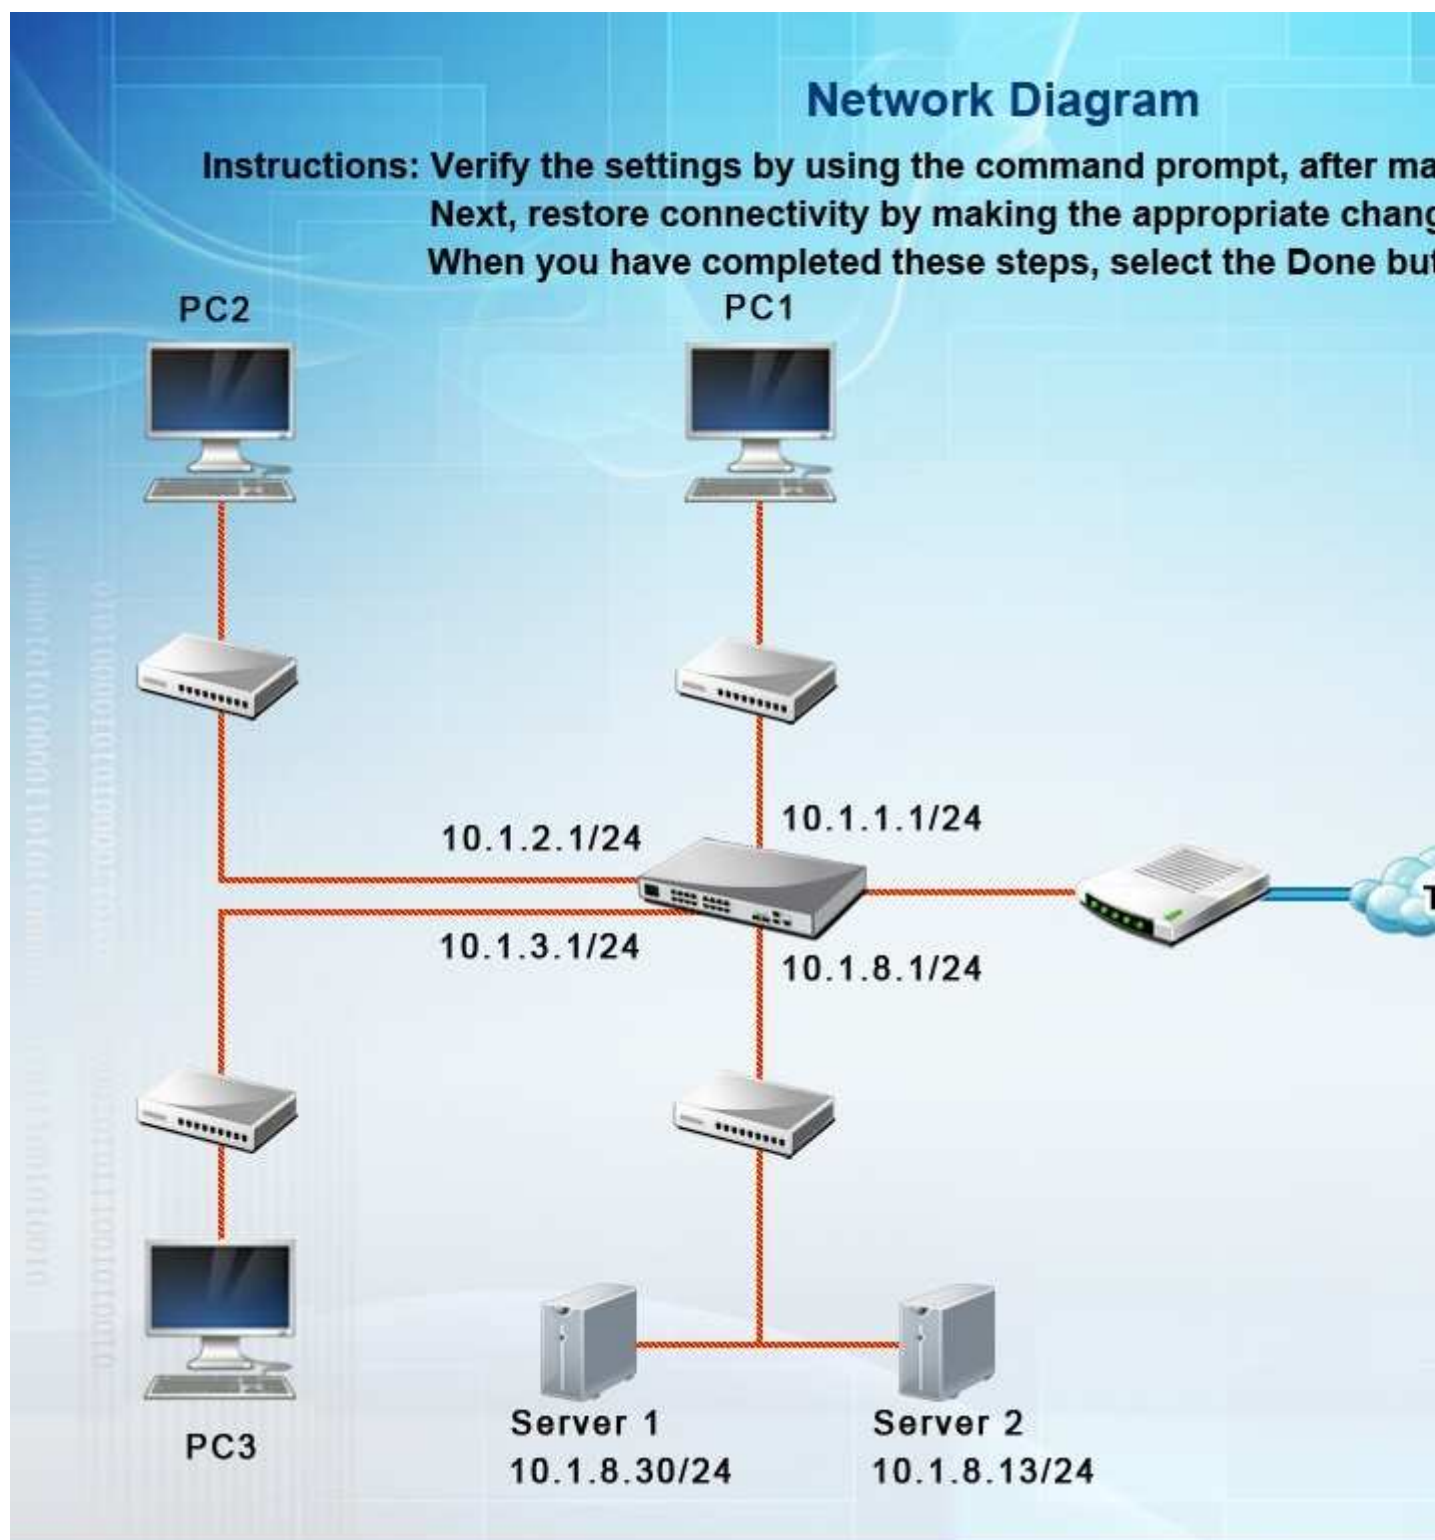 Network Diagram
Instructions: Verify the settings by using the command prompt, after ma
Next, restore connectivity by making the appropriate chang
When you have completed these steps, select the Done but
PC2
PC1
10.1.2.1/24
10.1.1.1/24
T
10.1.3.1/24
10.1.8.1/24
PC3
Server 1
10.1.8.30/24
Server 2
10.1.8.13/24